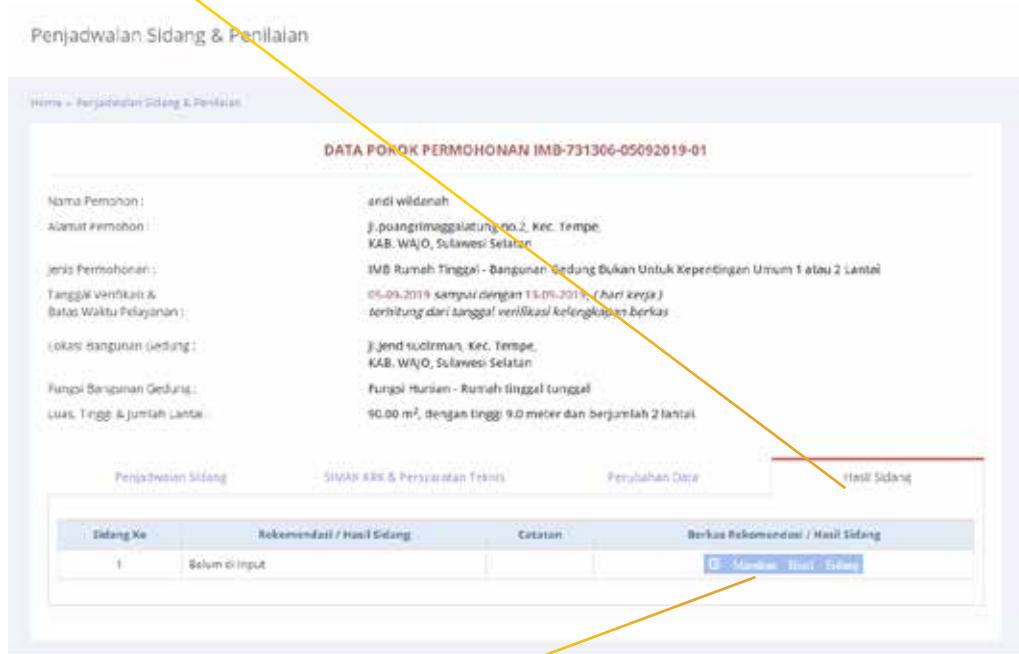 Penjadwalan Sidang & Penilaian
Home » Penjadwalan Sidang & Penilaian
DATA POKOK PERMOHONAN IMB-731306-05092019-01
Nama Pemohon : andi wildanah
Alamat Pemohon : jl.puangrimaggalatung no.2, Kec. Tempe,
KAB. WAJO, Sulawesi Selatan
Jenis Permohonan : IMB Rumah Tinggal - Bangunan Gedung Bukan Untuk Kepentingan Umum 1 atau 2 Lantai
Tanggal Verifikasi & 05-09-2019 sampai dengan 13-09-2019, ( hari kerja )
Batas Waktu Pelayanan : terhitung dari tanggal verifikasi kelengkapan berkas
Lokasi Bangunan Gedung : jl.jend sudirman, Kec. Tempe,
KAB. WAJO, Sulawesi Selatan
Fungsi Bangunan Gedung : Fungsi Hunian - Rumah tinggal tunggal
Luas, Tinggi & Jumlah Lantai : 90.00 m², dengan tinggi 9.0 meter dan berjumlah 2 lantai.
Penjadwalan Sidang SIMAK KRK & Persyaratan Teknis Perubahan Data Hasil Sidang
Sidang Ke Rekomendasi / Hasil Sidang Catatan Berkas Rekomendasi / Hasil Sidang
1 Belum di Input Masukan Hasil Sidang